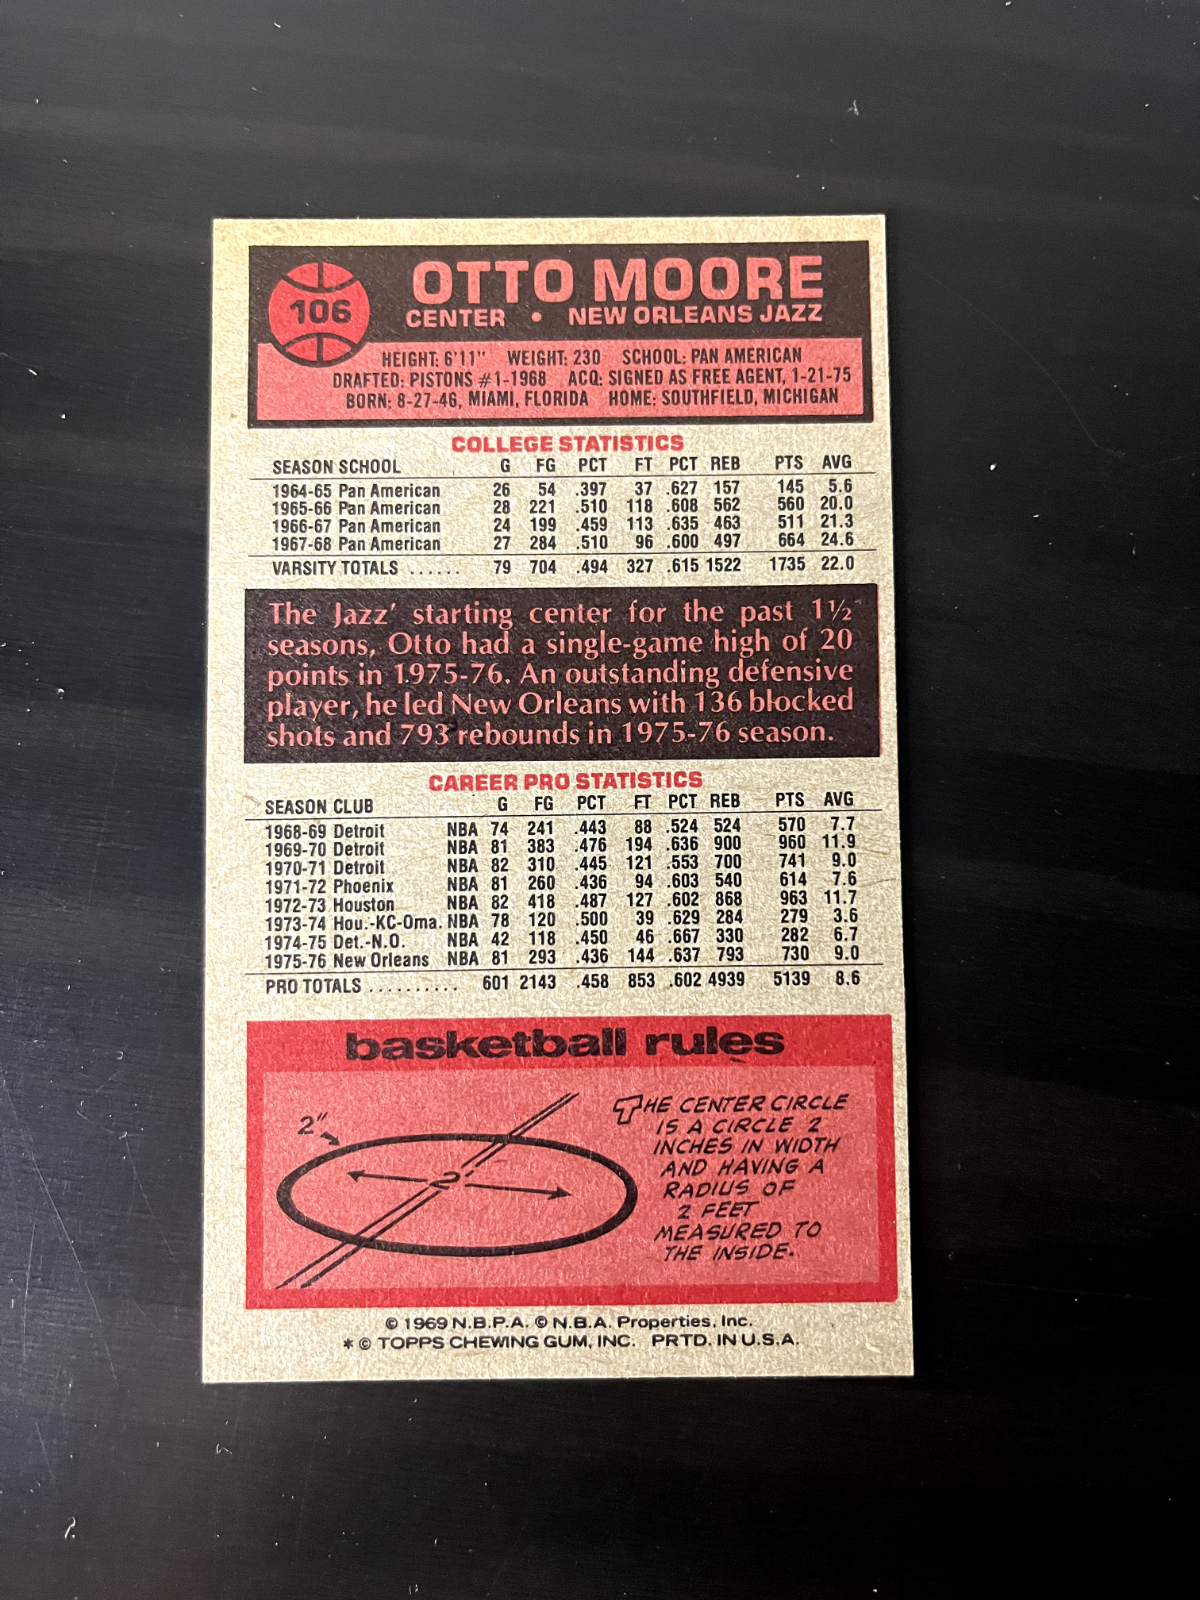 106
OTTO MOORE
CENTER • NEW ORLEANS JAZZ
HEIGHT: 6'11" WEIGHT: 230 SCHOOL: PAN AMERICAN
DRAFTED: PISTONS #1-1968 ACQ: SIGNED AS FREE AGENT, 1-21-75
BORN: 8-27-46, MIAMI, FLORIDA HOME: SOUTHFIELD, MICHIGAN
COLLEGE STATISTICS
SEASON SCHOOL G FG PCT FT PCT REB PTS AVG
1964-65 Pan American 26 54 .397 37 .627 157 145 5.6
1965-66 Pan American 28 221 .510 118 .608 562 560 20.0
1966-67 Pan American 24 199 .459 113 .635 463 511 21.3
1967-68 Pan American 27 284 .510 96 .600 497 664 24.6
VARSITY TOTALS ...... 79 704 .494 327 .615 1522 1735 22.0
The Jazz' starting center for the past 1½
seasons, Otto had a single-game high of 20
points in 1975-76. An outstanding defensive
player, he led New Orleans with 136 blocked
shots and 793 rebounds in 1975-76 season.
CAREER PRO STATISTICS
SEASON CLUB G FG PCT FT PCT REB PTS AVG
1968-69 Detroit NBA 74 241 .443 88 .524 524 570 7.7
1969-70 Detroit NBA 81 383 .476 194 .636 900 960 11.9
1970-71 Detroit NBA 82 310 .445 121 .553 700 741 9.0
1971-72 Phoenix NBA 81 260 .436 94 .603 540 614 7.6
1972-73 Houston NBA 82 418 .487 127 .602 868 963 11.7
1973-74 Hou.-KC-Oma. NBA 78 120 .500 39 .629 284 279 3.6
1974-75 Det.-N.O. NBA 42 118 .450 46 .667 330 282 6.7
1975-76 New Orleans NBA 81 293 .436 144 .637 793 730 9.0
PRO TOTALS .......... 601 2143 .458 853 .602 4939 5139 8.6
basketball rules
2"
2'
THE CENTER CIRCLE
IS A CIRCLE 2
INCHES IN WIDTH
AND HAVING A
RADIUS OF
2 FEET
MEASURED TO
THE INSIDE.
© 1969 N.B.P.A. © N.B.A. Properties, Inc.
* © TOPPS CHEWING GUM, INC. PRTD. IN U.S.A.